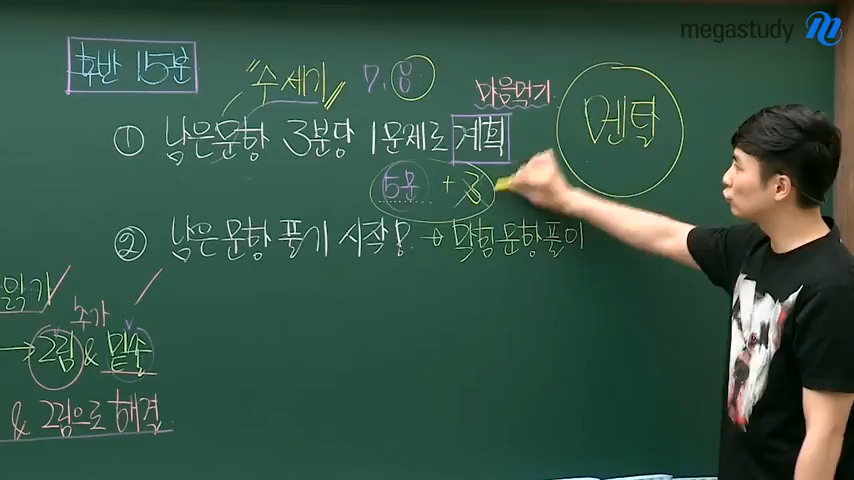 megastudy
후반 15분
"수세기" 7, 8
마음먹기
멘탈
① 남은문항 3분당 1문제로 계획
5문 + 3
② 남은 문항 풀기 시작! → 막힌 문항풀이
읽기
추가
→ 그림 & 밑줄
& 그림으로 해결